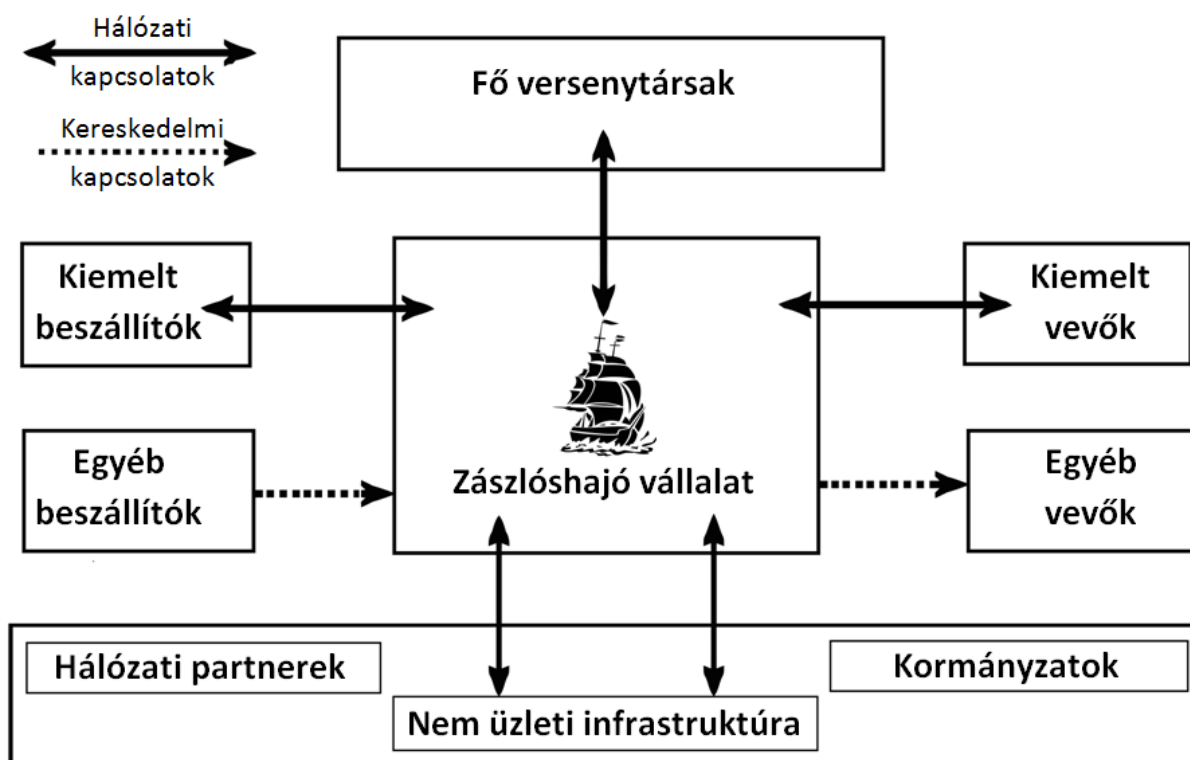 Hálózati
kapcsolatok
Kereskedelmi
kapcsolatok
Fő versenytársak
Kiemelt
beszállítók
Kiemelt
vevők
Egyéb
beszállítók
Zászlóshajó vállalat
Egyéb
vevők
Hálózati partnerek
Kormányzatok
Nem üzleti infrastruktúra